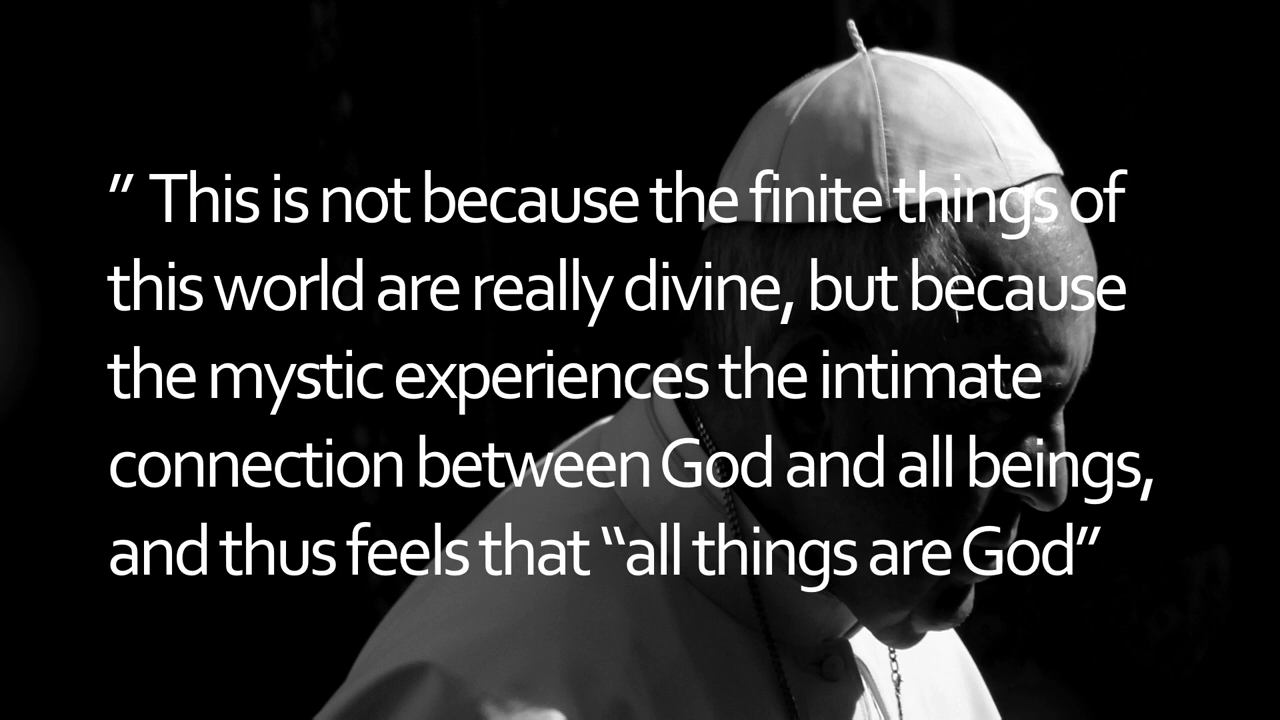 ” This is not because the finite things of
this world are really divine, but because
the mystic experiences the intimate
connection between God and all beings,
and thus feels that “all things are God”